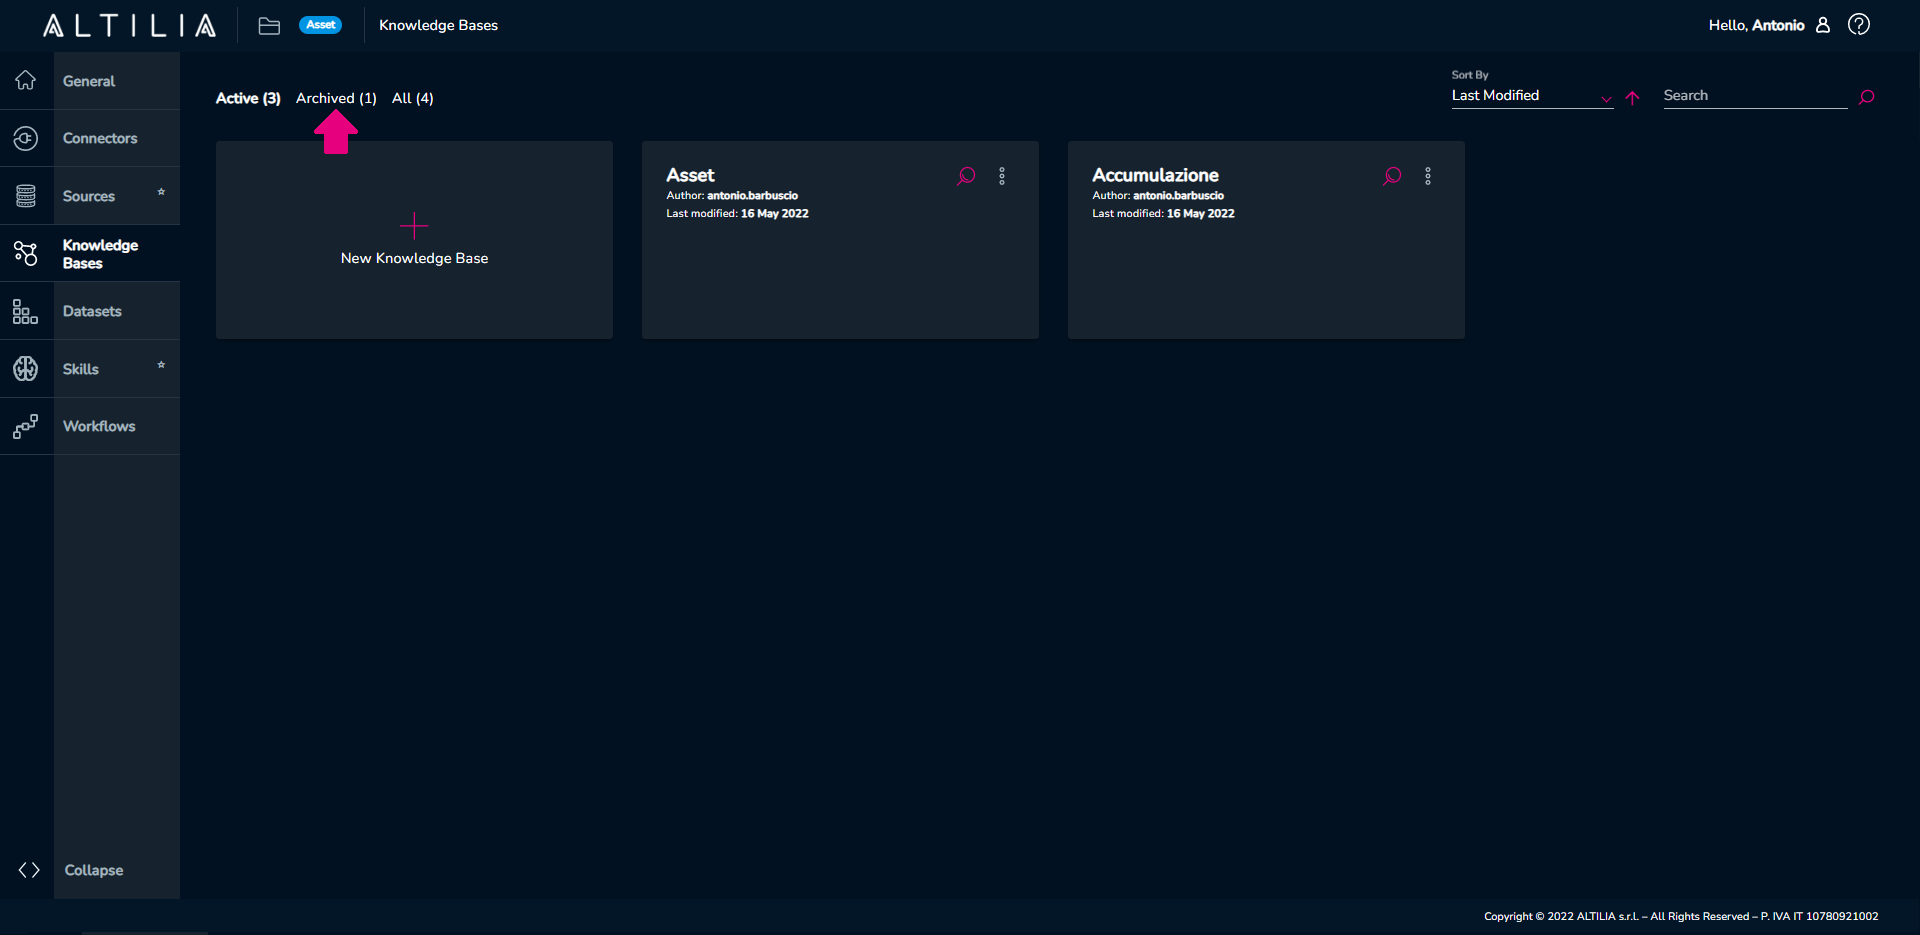 ALTILIA
Asset
Knowledge Bases
Hello, Antonio
General
Connectors
Sources
Knowledge
Bases
Datasets
Skills
Workflows
Collapse
Active (3)
Archived (1)
All (4)
Sort By
Last Modified
Search
New Knowledge Base
Asset
Author: antonio.barbuscio
Last modified: 16 May 2022
Accumulazione
Author: antonio.barbuscio
Last modified: 16 May 2022
Copyright © 2022 ALTILIA s.r.l. – All Rights Reserved – P. IVA IT 10780921002